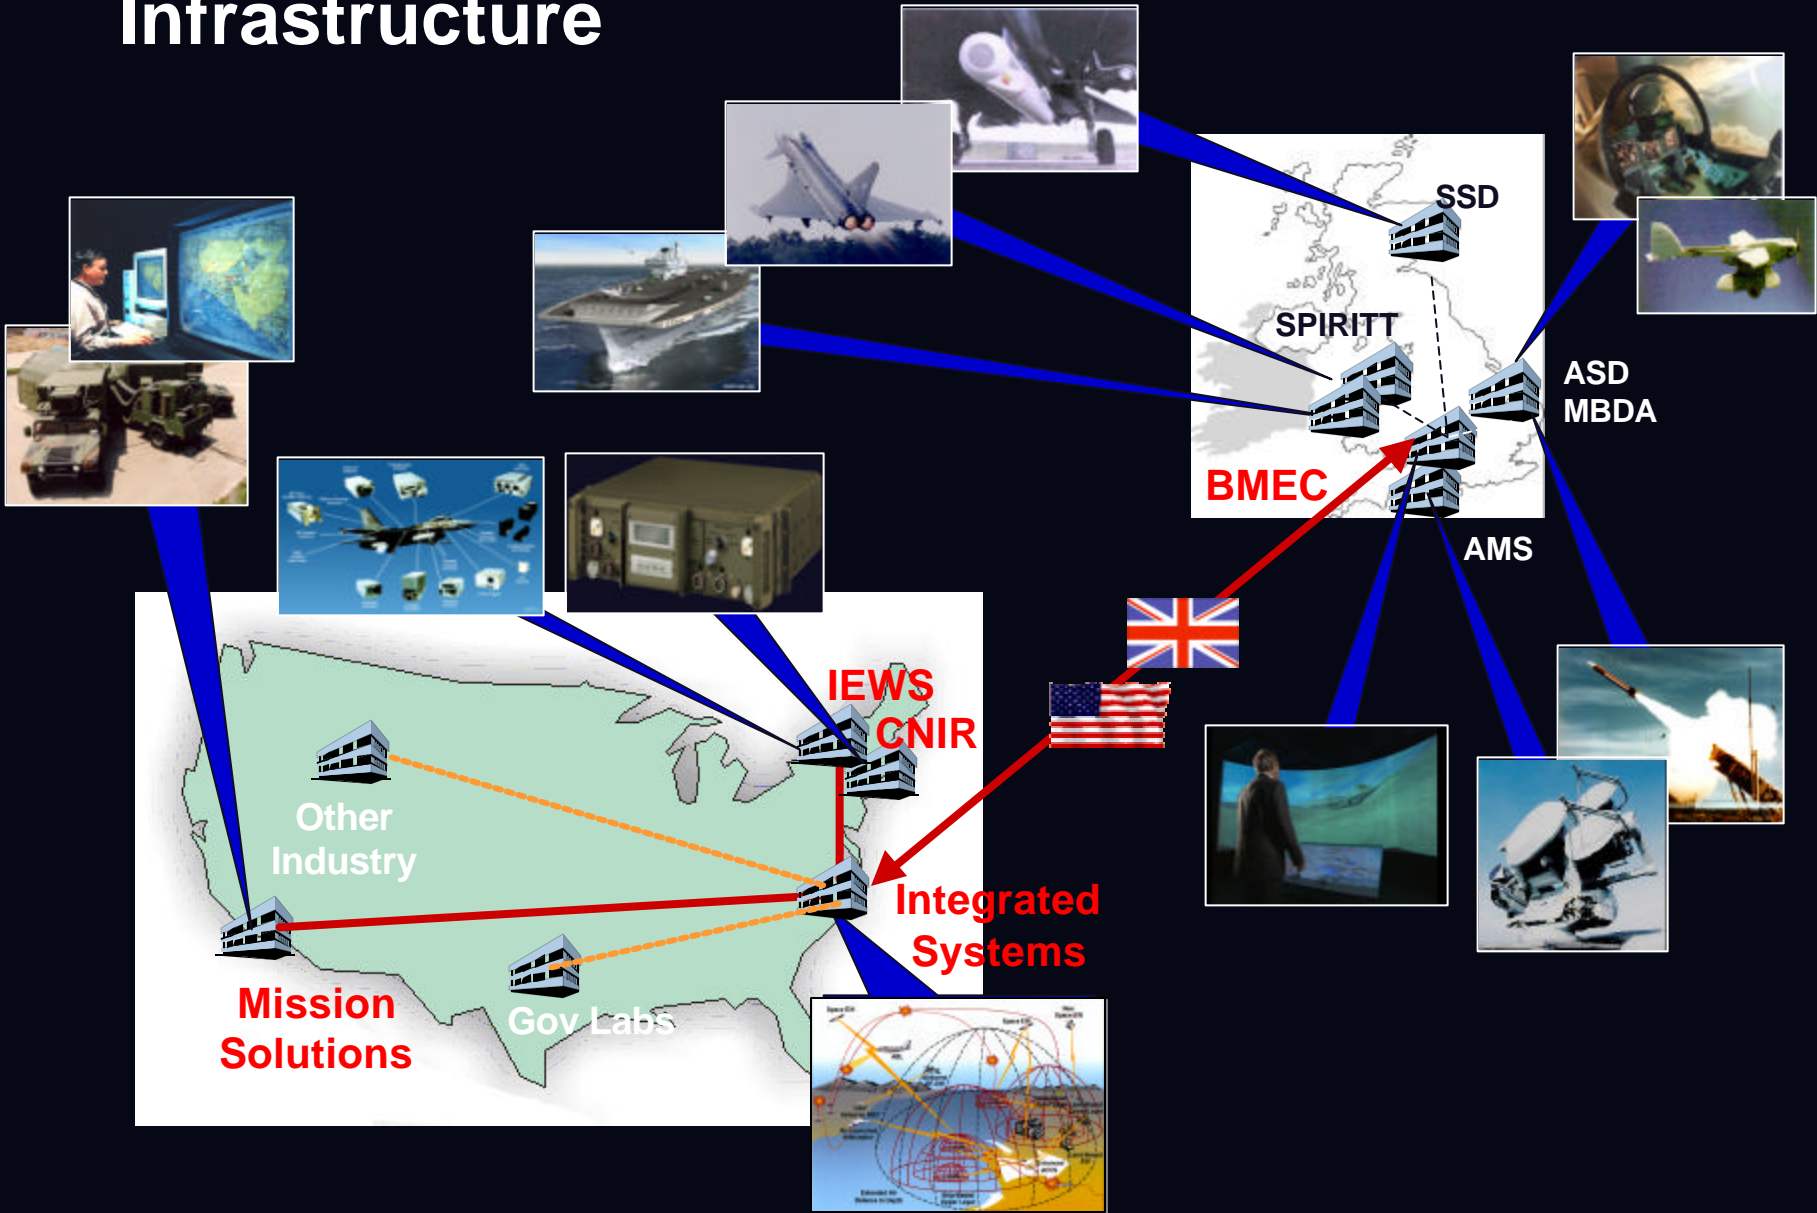 Infrastructure
SSD
SPIRITT
ASD
MBDA
BMEC
AMS
IEWS
CNIR
Other
Industry
Integrated
Systems
Mission
Solutions
Gov Labs